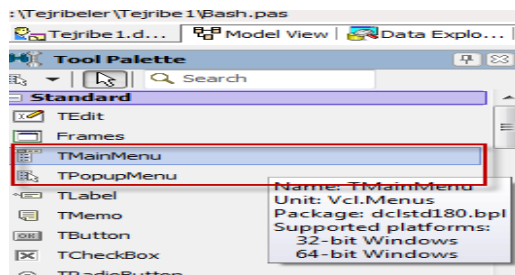 :\Tejribeler\Tejribe1\Bash.pas
Tejribe1.d... Model View Data Explo...
Tool Palette
Search
Standard
TEdit
Frames
TMainMenu
TPopupMenu
TLabel
TMemo
TButton
TCheckBox
TRadioButton
Name: TMainMenu
Unit: Vcl.Menus
Package: dclstd180.bpl
Supported platforms:
32-bit Windows
64-bit Windows